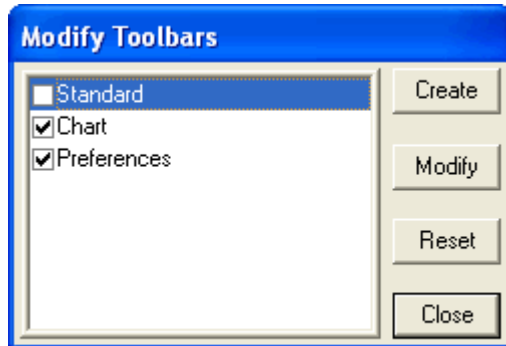 Modify Toolbars
Standard
Chart
Preferences
Create
Modify
Reset
Close